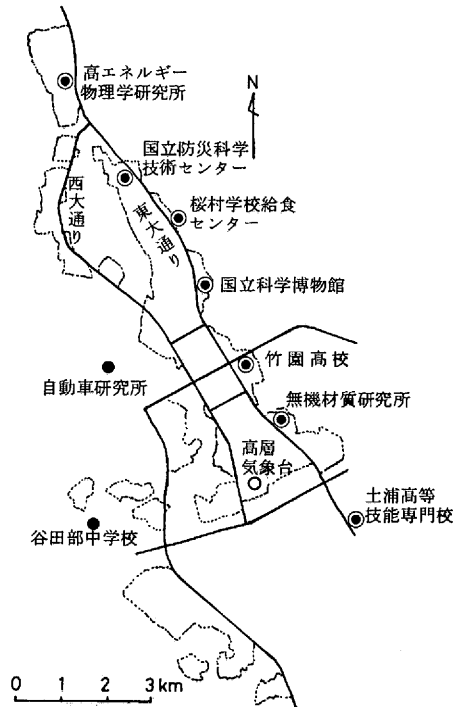 高エネルギー
物理学研究所
N
国立防災科学
技術センター
西大通り
東大通り
桜村学校給食
センター
国立科学博物館
竹園高校
自動車研究所
無機材質研究所
高層
気象台
土浦高等
技能専門校
谷田部中学校
0 1 2 3 km